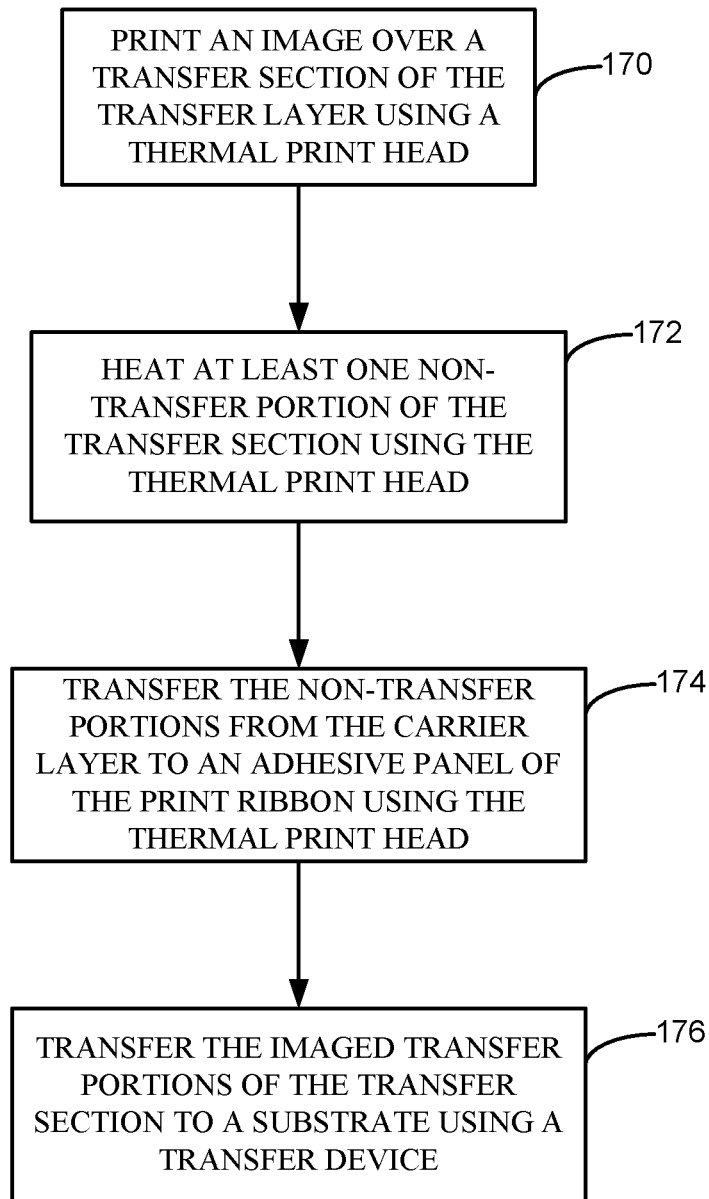 PRINT AN IMAGE OVER A
TRANSFER SECTION OF THE
TRANSFER LAYER USING A
THERMAL PRINT HEAD
170
HEAT AT LEAST ONE NON-
TRANSFER PORTION OF THE
TRANSFER SECTION USING THE
THERMAL PRINT HEAD
172
TRANSFER THE NON-TRANSFER
PORTIONS FROM THE CARRIER
LAYER TO AN ADHESIVE PANEL OF
THE PRINT RIBBON USING THE
THERMAL PRINT HEAD
174
TRANSFER THE IMAGED TRANSFER
PORTIONS OF THE TRANSFER
SECTION TO A SUBSTRATE USING A
TRANSFER DEVICE
176